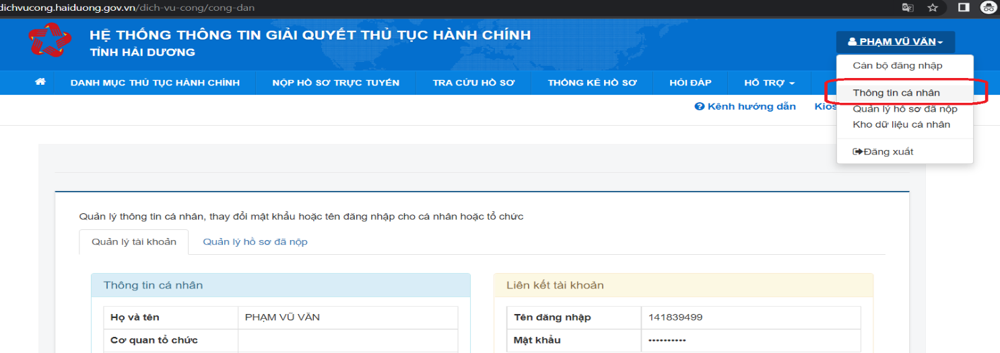 dichvucong.haiduong.gov.vn/dich-vu-cong/cong-dan
HỆ THỐNG THÔNG TIN GIẢI QUYẾT THỦ TỤC HÀNH CHÍNH
TỈNH HẢI DƯƠNG
PHẠM VŨ VĂN
Cán bộ đăng nhập
Thông tin cá nhân
Quản lý hồ sơ đã nộp
Kho dữ liệu cá nhân
Đăng xuất
DANH MỤC THỦ TỤC HÀNH CHÍNH NỘP HỒ SƠ TRỰC TUYẾN TRA CỨU HỒ SƠ THỐNG KÊ HỒ SƠ HỎI ĐÁP HỖ TRỢ
Kênh hướng dẫn Kios
Quản lý thông tin cá nhân, thay đổi mật khẩu hoặc tên đăng nhập cho cá nhân hoặc tổ chức
Quản lý tài khoản Quản lý hồ sơ đã nộp
Thông tin cá nhân
Họ và tên PHẠM VŨ VĂN
Cơ quan tổ chức
Liên kết tài khoản
Tên đăng nhập 141839499
Mật khẩu ••••••••••